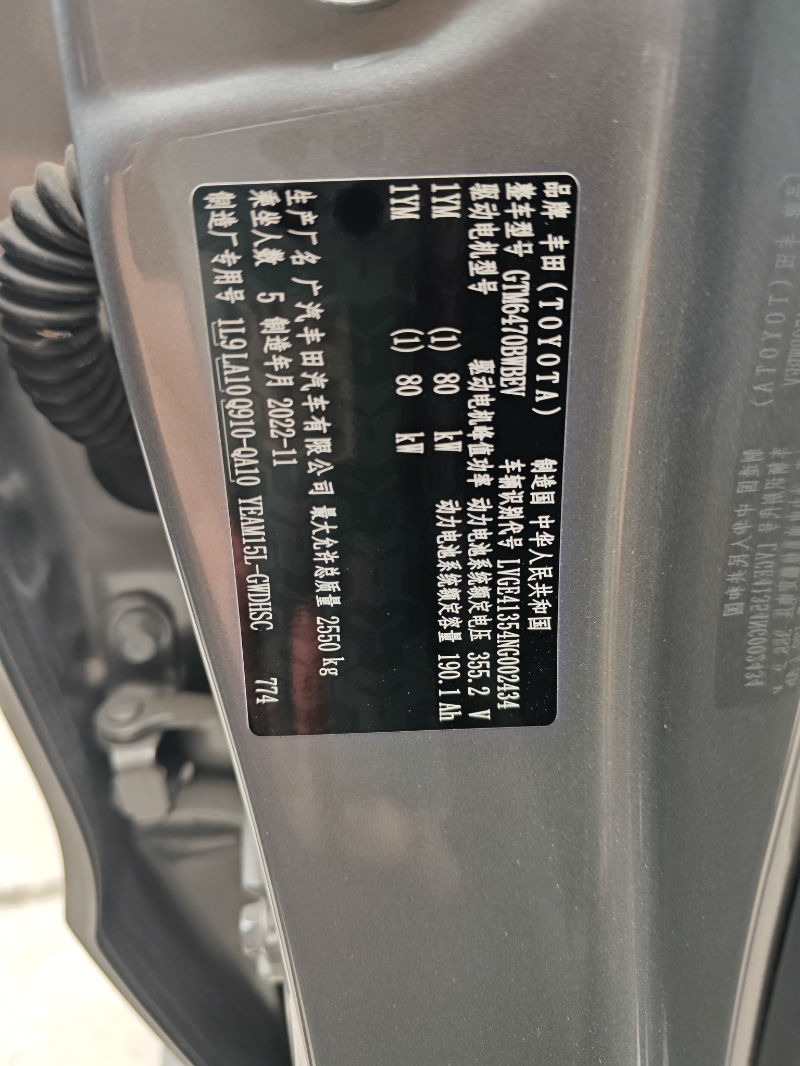 品牌 丰田(TOYOTA) 制造国 中华人民共和国
整车型号 GTM6470BWBEV 车辆识别代号 LVGE41354NG002434
驱动电机型号 驱动电机峰值功率 动力电池系统额定电压 355.2 V
1YM (1) 80 kW 动力电池系统额定容量 190.1 Ah
1YM (1) 80 kW
生产厂名 广汽丰田汽车有限公司 最大允许总质量 2550 kg
乘坐人数 5 制造年月 2022-11
制造厂专用号 1L9LA10Q910-QA10 YEAM15L-GWDHSC 774